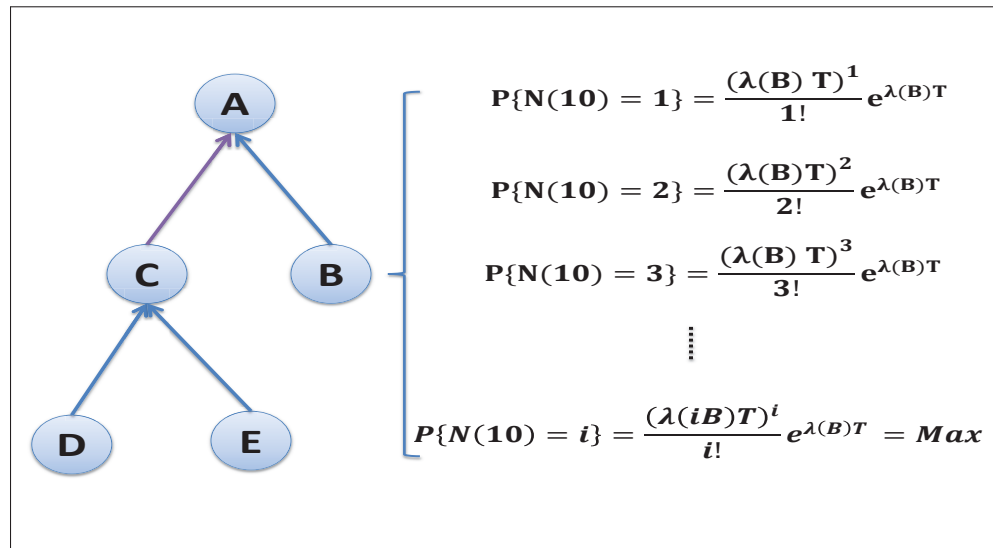 A
P{N(10) = 1} = (λ(B) T)^1 / 1! e^λ(B)T
P{N(10) = 2} = (λ(B)T)^2 / 2! e^λ(B)T
C
B
P{N(10) = 3} = (λ(B) T)^3 / 3! e^λ(B)T
D
E
P{N(10) = i} = (λ(iB)T)^i / i! e^λ(B)T = Max